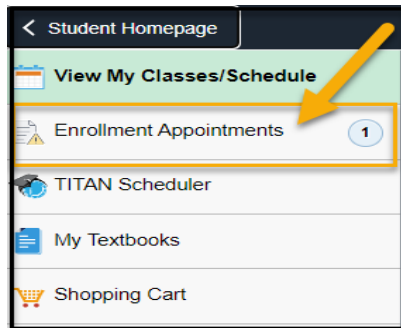 Student Homepage
View My Classes/Schedule
Enrollment Appointments 1
TITAN Scheduler
My Textbooks
Shopping Cart